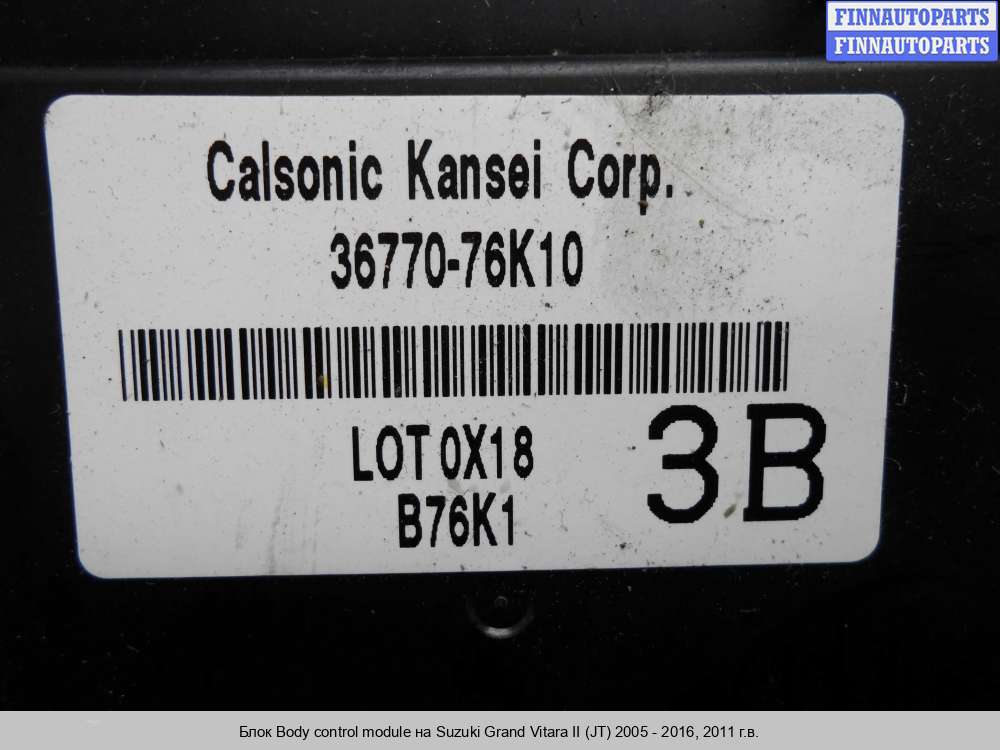 FINNAUTOPARTS
FINNAUTOPARTS
Calsonic Kansei Corp.
36770-76K10
LOT 0X18
B76K1
3B
Блок Body control module на Suzuki Grand Vitara II (JT) 2005 - 2016, 2011 г.в.